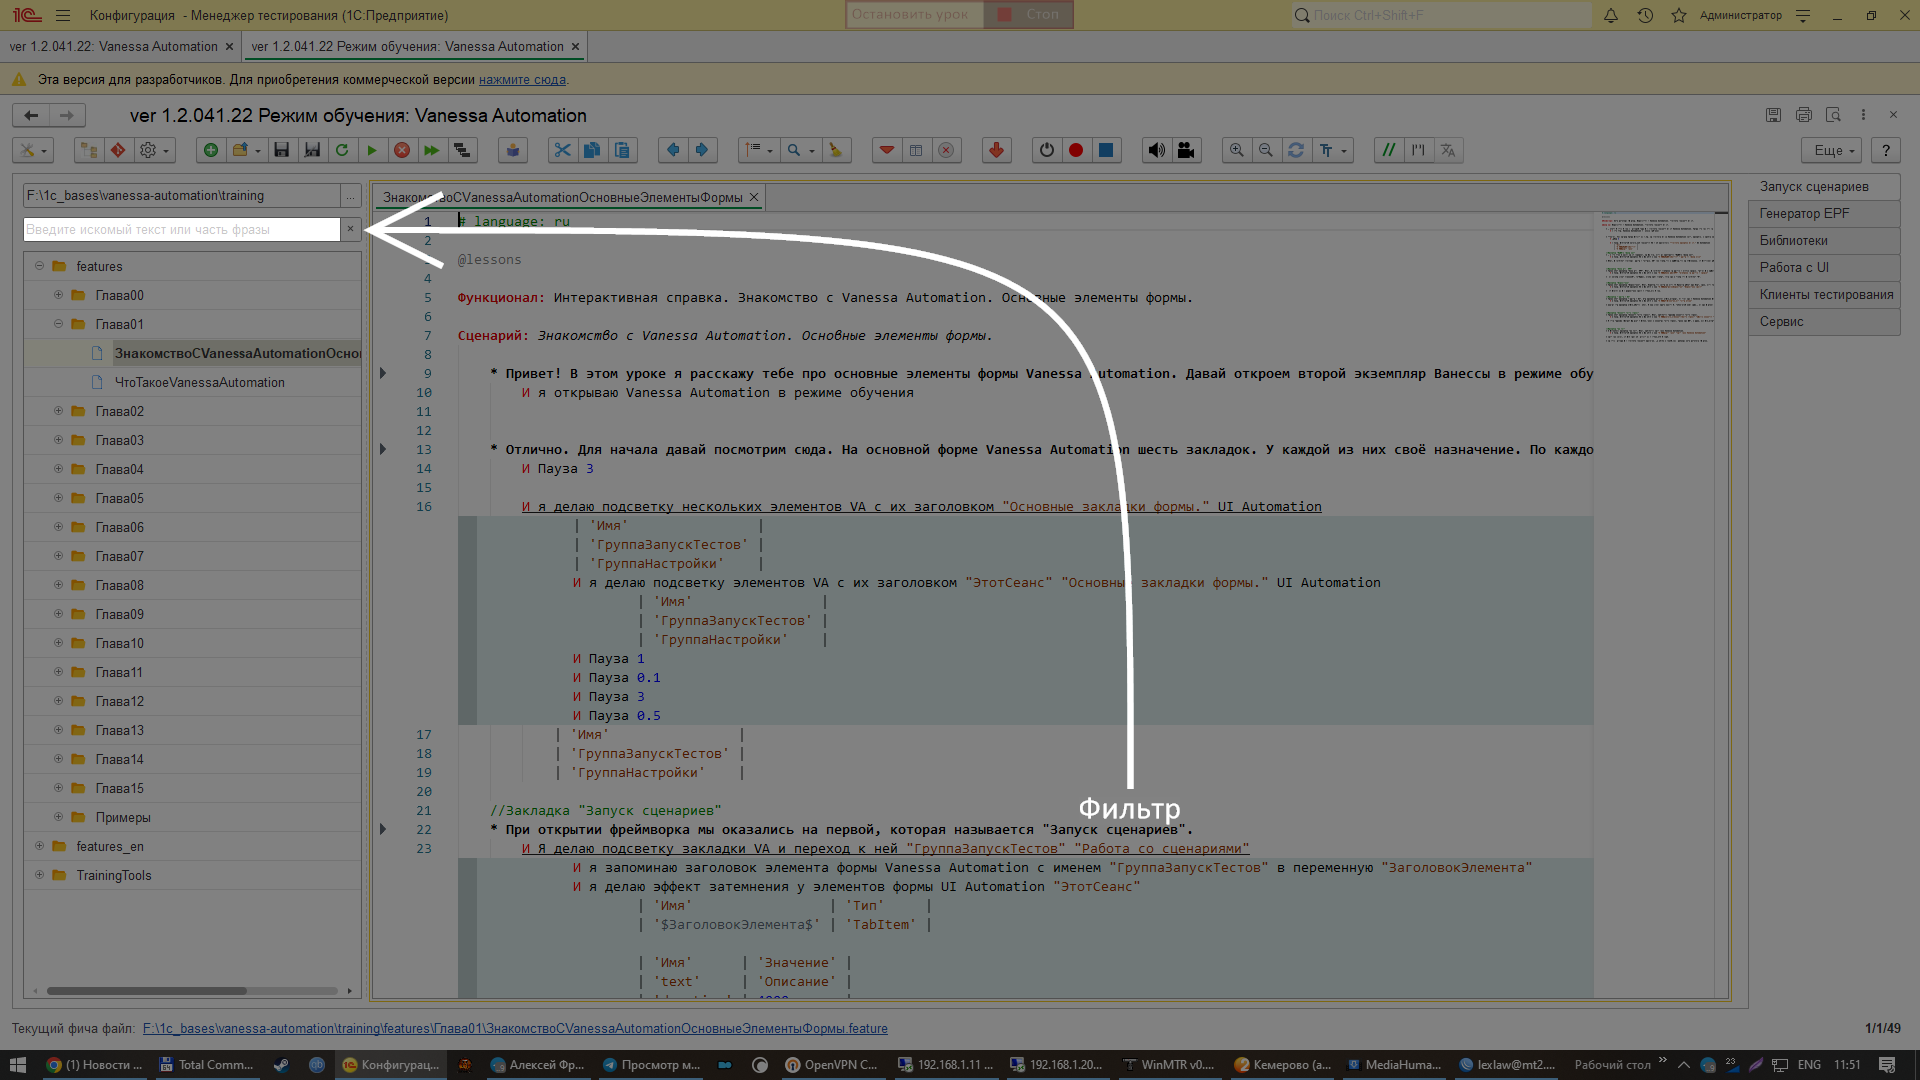 Конфигурация - Менеджер тестирования (1С:Предприятие)
Остановить урок
Стоп
Поиск Ctrl+Shift+F
Администратор
ver 1.2.041.22: Vanessa Automation
ver 1.2.041.22 Режим обучения: Vanessa Automation
Эта версия для разработчиков. Для приобретения коммерческой версии нажмите сюда.
ver 1.2.041.22 Режим обучения: Vanessa Automation
Еще
?
F:\1c_bases\vanessa-automation\training
...
Введите искомый текст или часть фразы
features
Глава00
Глава01
ЗнакомствоСVanessaAutomationОсно
ЧтоТакоеVanessaAutomation
Глава02
Глава03
Глава04
Глава05
Глава06
Глава07
Глава08
Глава09
Глава10
Глава11
Глава12
Глава13
Глава14
Глава15
Примеры
features_en
TrainingTools
ЗнакомствоСVanessaAutomationОсновныеЭлементыФормы
1 # language: ru
2
3 @lessons
4
5 Функционал: Интерактивная справка. Знакомство с Vanessa Automation. Основные элементы формы.
6
7 Сценарий: Знакомство с Vanessa Automation. Основные элементы формы.
8
9 * Привет! В этом уроке я расскажу тебе про основные элементы формы Vanessa Automation. Давай откроем второй экземпляр Ванессы в режиме обу
10 И я открываю Vanessa Automation в режиме обучения
11
12
13 * Отлично. Для начала давай посмотрим сюда. На основной форме Vanessa Automation шесть закладок. У каждой из них своё назначение. По каждо
14 И Пауза 3
15
16 И я делаю подсветку нескольких элементов VA с их заголовком "Основные закладки формы." UI Automation
| 'Имя' |
| 'ГруппаЗапускТестов' |
| 'ГруппаНастройки' |
И я делаю подсветку элементов VA с их заголовком "ЭтотСеанс" "Основные закладки формы." UI Automation
| 'Имя' |
| 'ГруппаЗапускТестов' |
| 'ГруппаНастройки' |
И Пауза 1
И Пауза 0.1
И Пауза 3
И Пауза 0.5
17 | 'Имя' |
18 | 'ГруппаЗапускТестов' |
19 | 'ГруппаНастройки' |
20
21 //Закладка "Запуск сценариев"
22 * При открытии фреймворка мы оказались на первой, которая называется "Запуск сценариев".
23 И Я делаю подсветку закладки VA и переход к ней "ГруппаЗапускТестов" "Работа со сценариями"
И я запоминаю заголовок элемента формы Vanessa Automation с именем "ГруппаЗапускТестов" в переменную "ЗаголовокЭлемента"
И я делаю эффект затемнения у элементов формы UI Automation "ЭтотСеанс"
| 'Имя' | 'Тип' |
| '$ЗаголовокЭлемента$' | 'TabItem' |
| 'Имя' | 'Значение' |
| 'text' | 'Описание' |
Фильтр
Запуск сценариев
Генератор EPF
Библиотеки
Работа с UI
Клиенты тестирования
Сервис
Текущий фича файл: F:\1c_bases\vanessa-automation\training\features\Глава01\ЗнакомствоСVanessaAutomationОсновныеЭлементыФормы.feature
1/1/49
(1) Новости ...
Total Comm...
Конфигурац...
Алексей Фр...
Просмотр м...
OpenVPN C...
192.168.1.11 ...
192.168.1.20...
WinMTR v0....
Кемерово (а...
MediaHuma...
lexlaw@mt2....
Рабочий стол
23
ENG
11:51